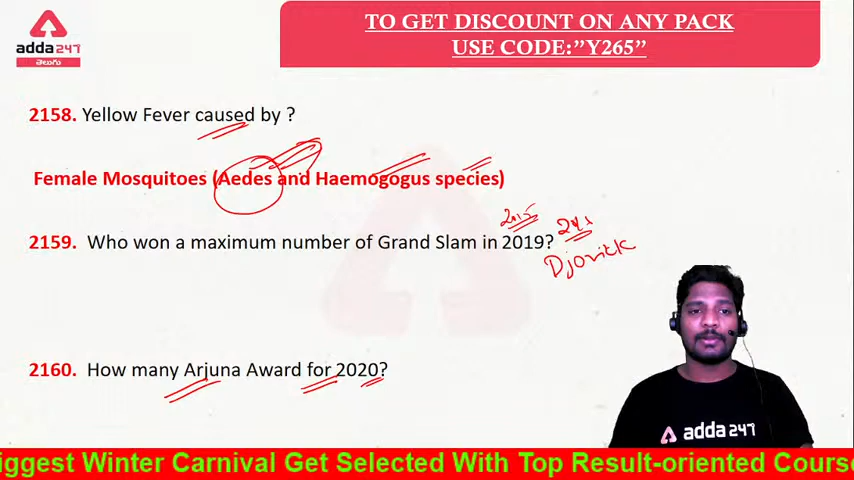 TO GET DISCOUNT ON ANY PACK
USE CODE:"Y265"
adda247
తెలుగు
2158. Yellow Fever caused by ?
Female Mosquitoes (Aedes and Haemogogus species)
2159. Who won a maximum number of Grand Slam in 2019?
2160. How many Arjuna Award for 2020?
adda247
iggest Winter Carnival Get Selected With Top Result-oriented Course